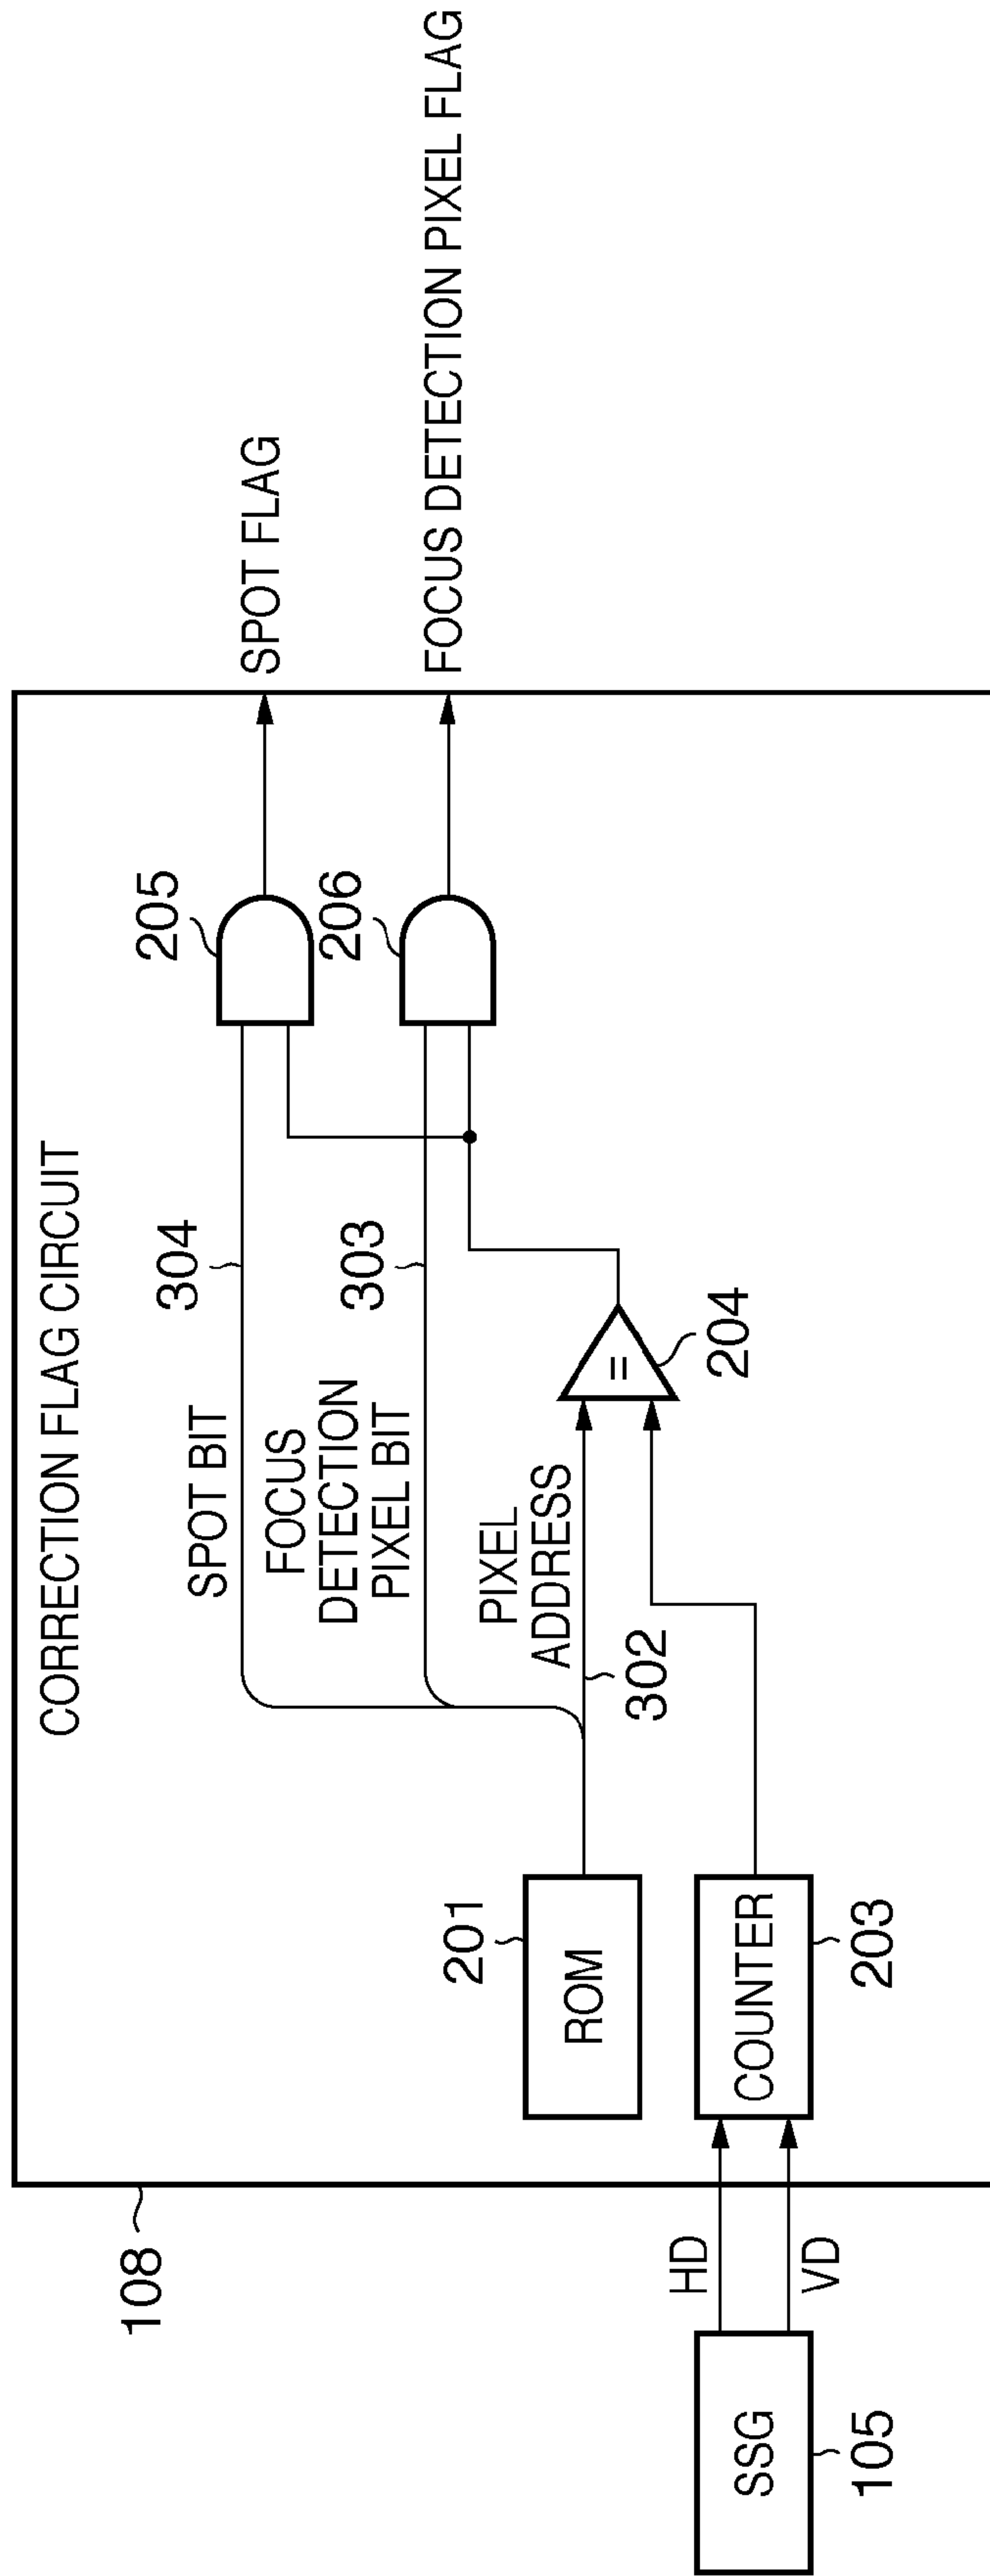 CORRECTION FLAG CIRCUIT
108
SPOT BIT
304
205
SPOT FLAG
FOCUS
DETECTION
PIXEL BIT
303
206
FOCUS DETECTION PIXEL FLAG
201
ROM
PIXEL
ADDRESS
302
=
204
SSG
105
HD
VD
COUNTER
203